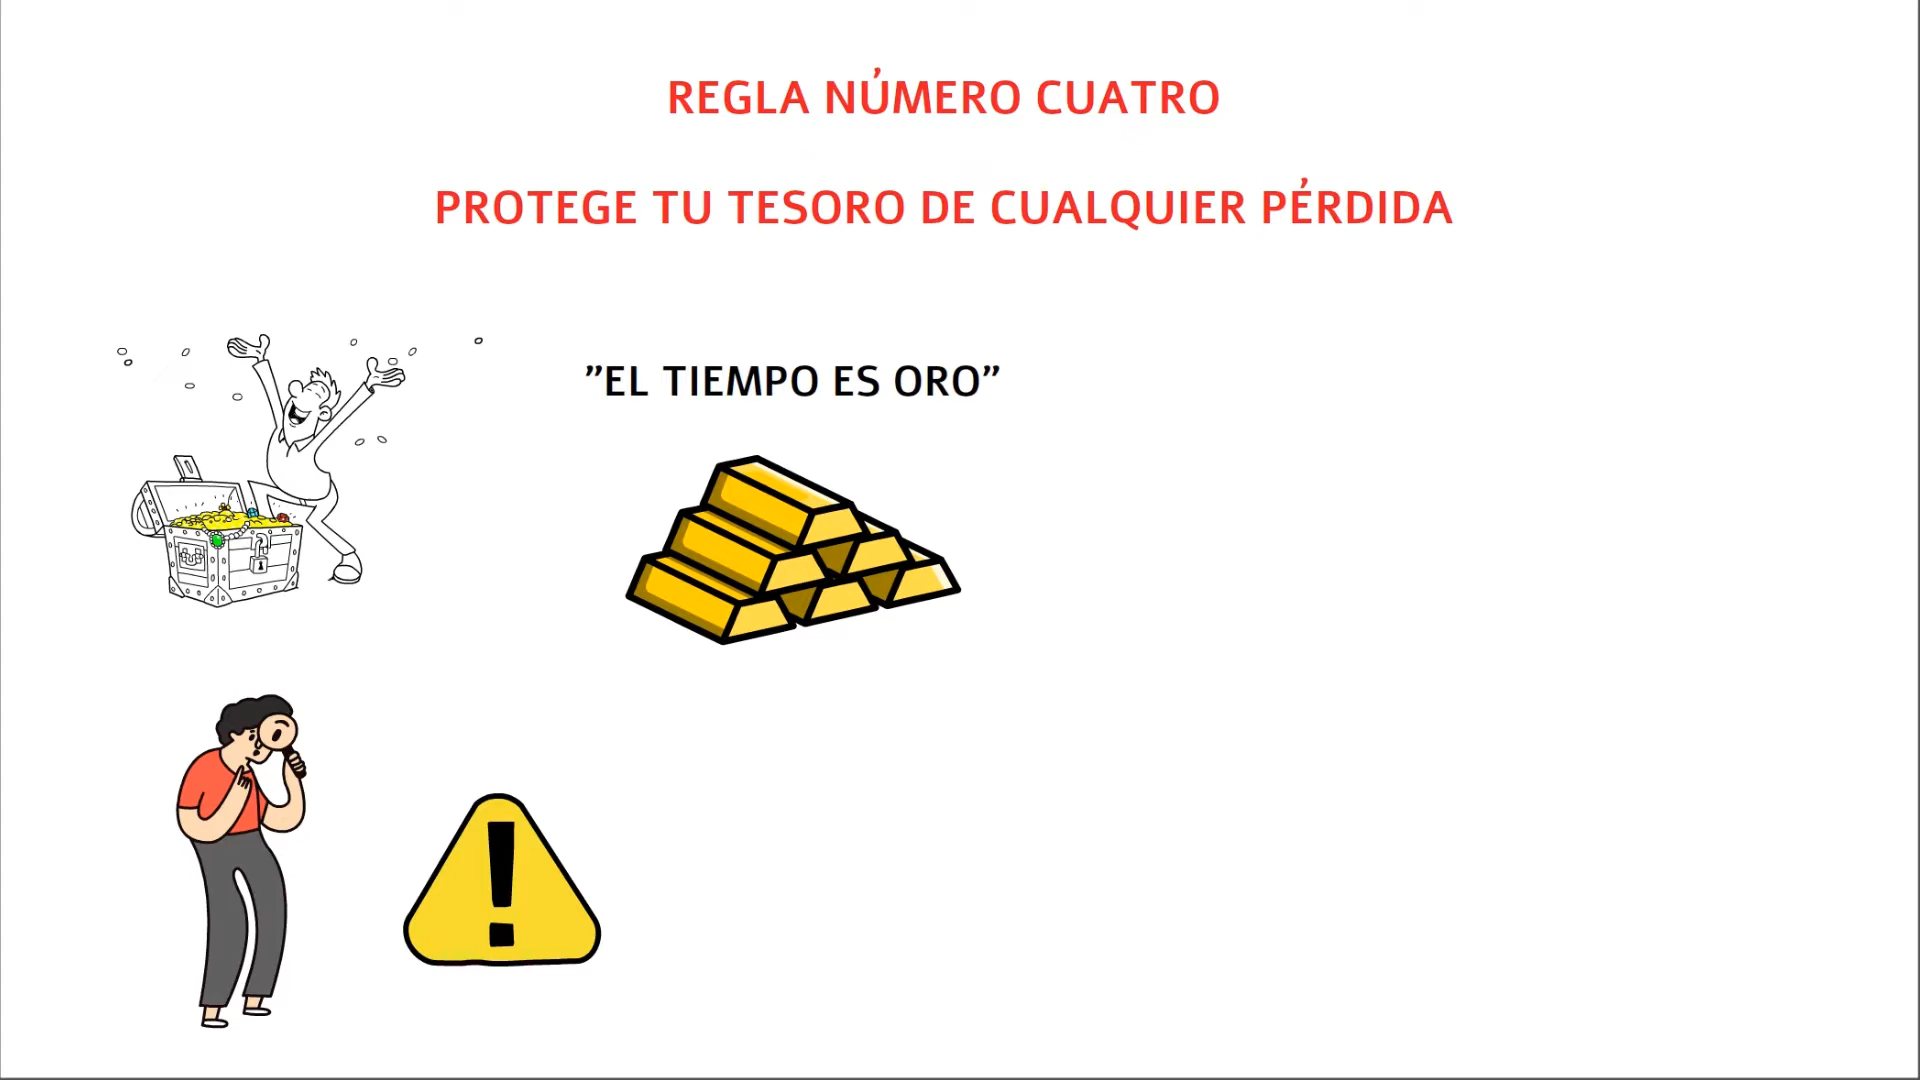 REGLA NÚMERO CUATRO
PROTEGE TU TESORO DE CUALQUIER PÉRDIDA
”EL TIEMPO ES ORO”